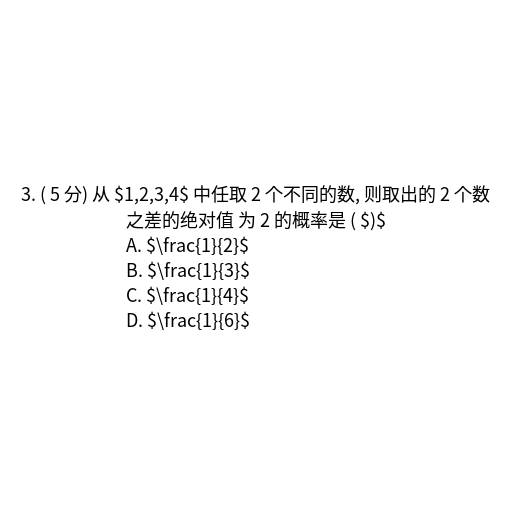 3. ( 5 分) 从 $1,2,3,4$ 中任取 2 个不同的数, 则取出的 2 个数
之差的绝对值 为 2 的概率是 ( $)$
A. $\frac{1}{2}$
B. $\frac{1}{3}$
C. $\frac{1}{4}$
D. $\frac{1}{6}$